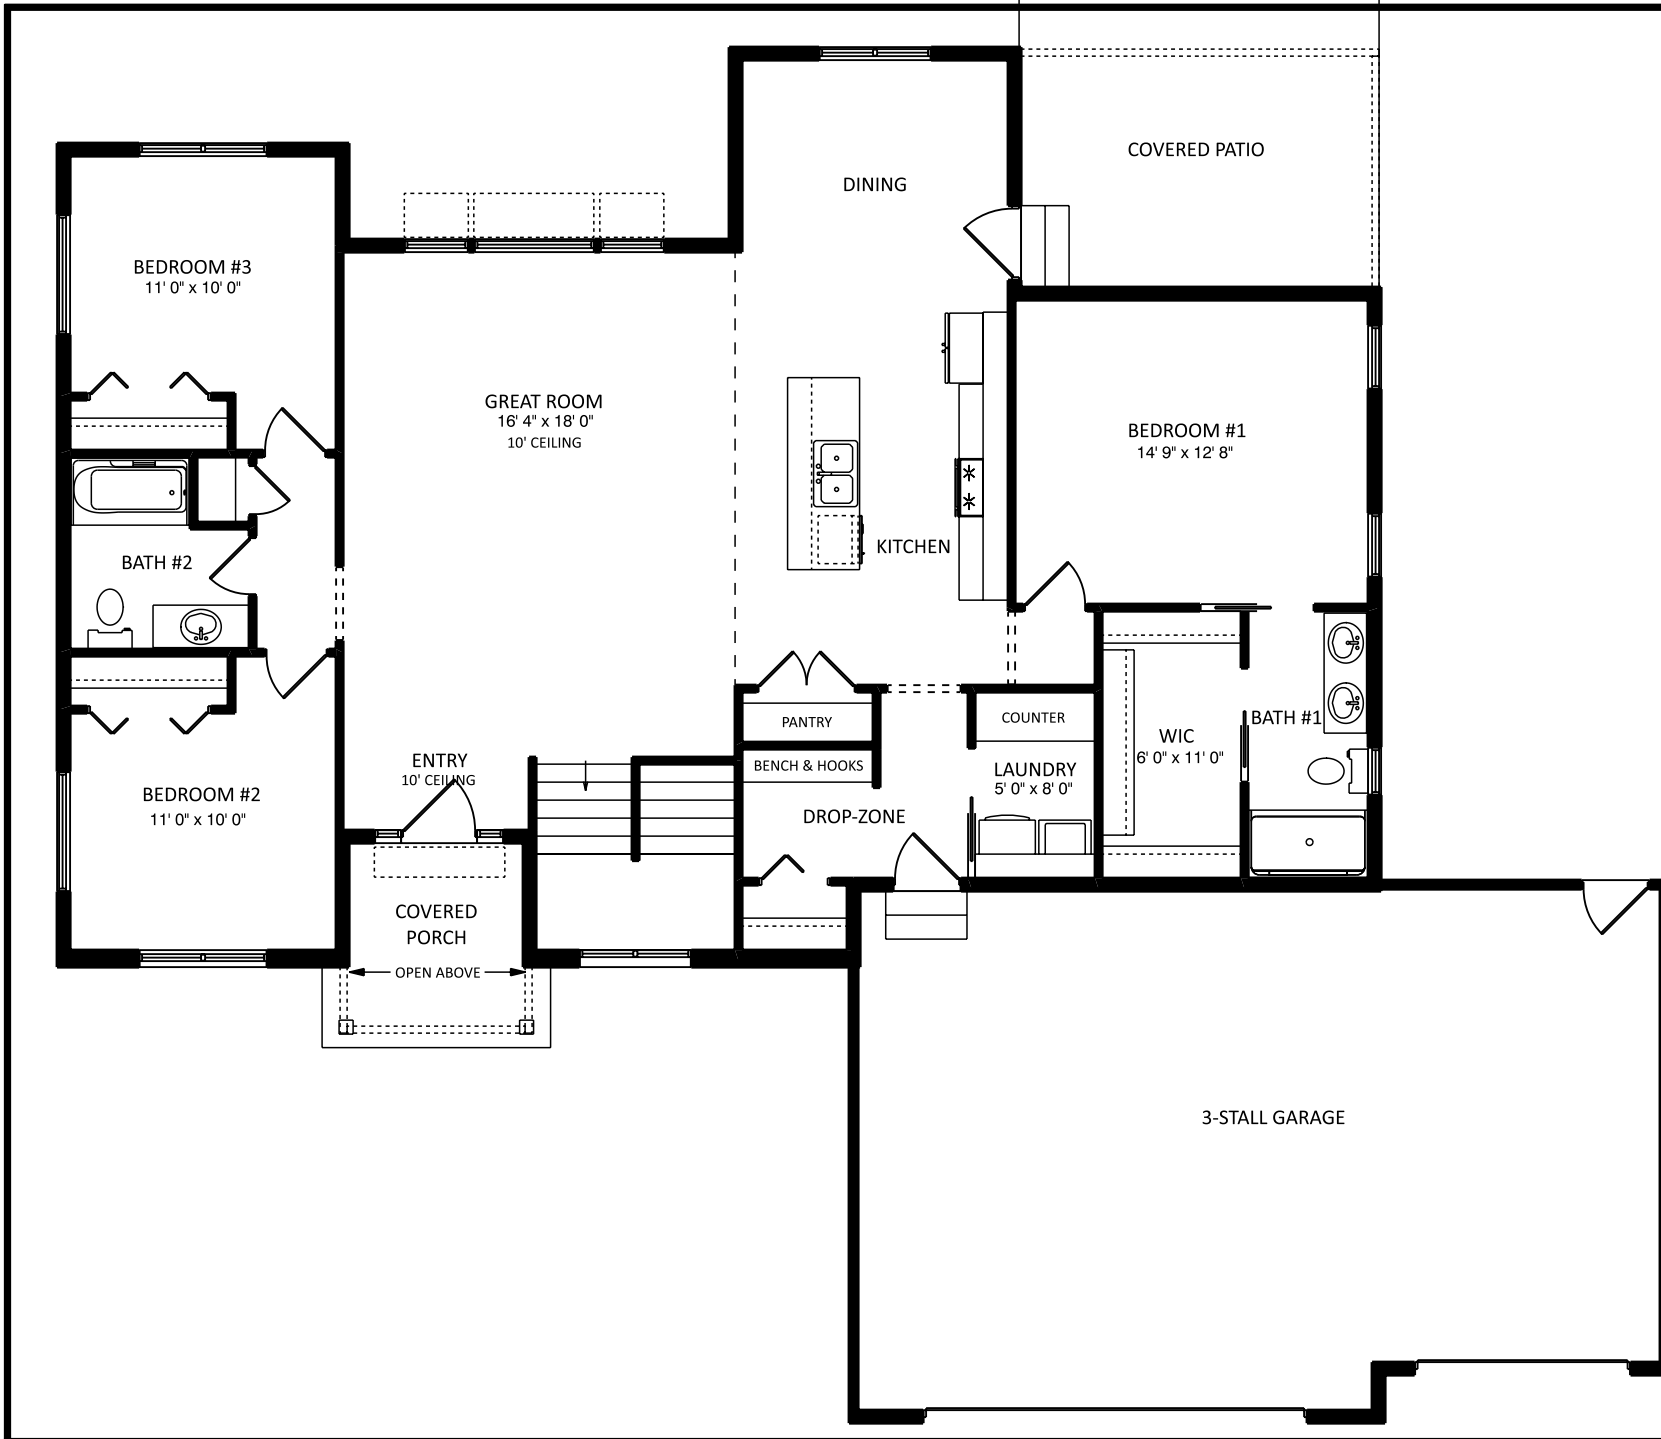 COVERED PATIO
DINING
BEDROOM #3
11' 0" x 10' 0"
GREAT ROOM
16' 4" x 18' 0"
10' CEILING
BEDROOM #1
14' 9" x 12' 8"
KITCHEN
BATH #2
PANTRY
COUNTER
BATH #1
WIC
6' 0" x 11' 0"
ENTRY
10' CEILING
BENCH & HOOKS
LAUNDRY
5' 0" x 8' 0"
BEDROOM #2
11' 0" x 10' 0"
DROP-ZONE
COVERED
PORCH
OPEN ABOVE
3-STALL GARAGE